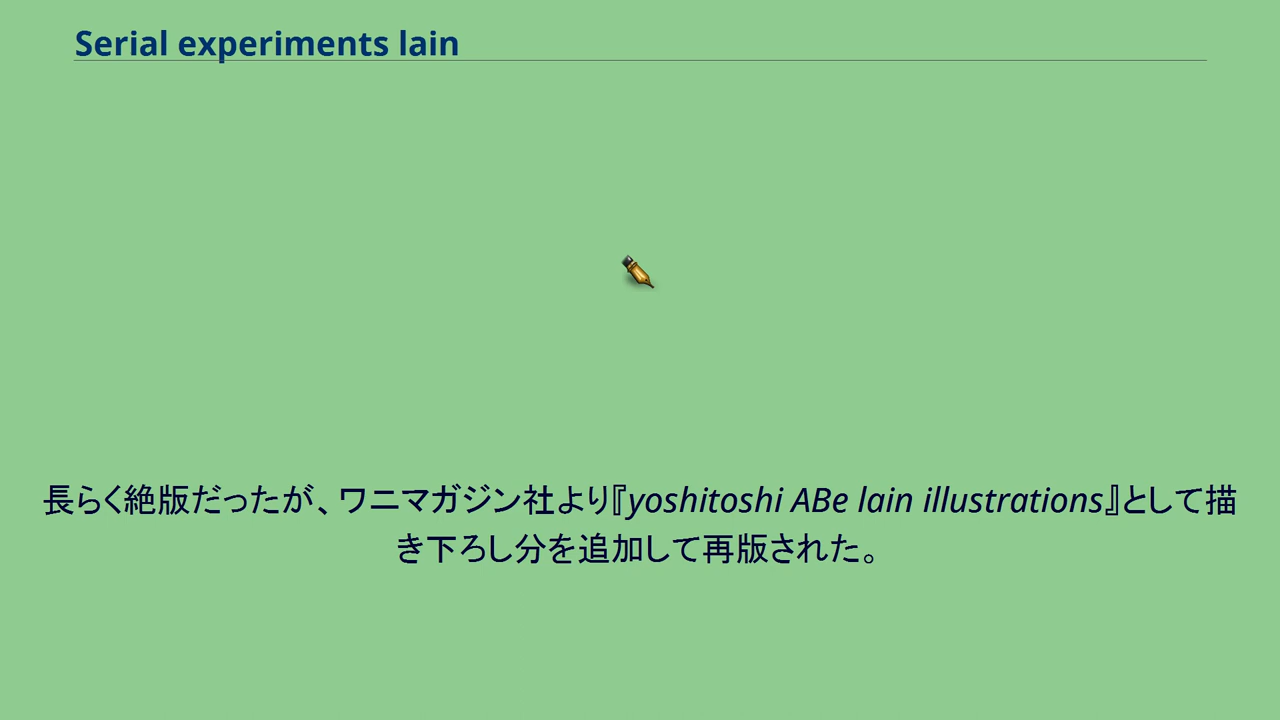 Serial experiments lain
長らく絶版だったが、ワニマガジン社より『yoshitoshi ABe lain illustrations』として描
き下ろし分を追加して再版された。